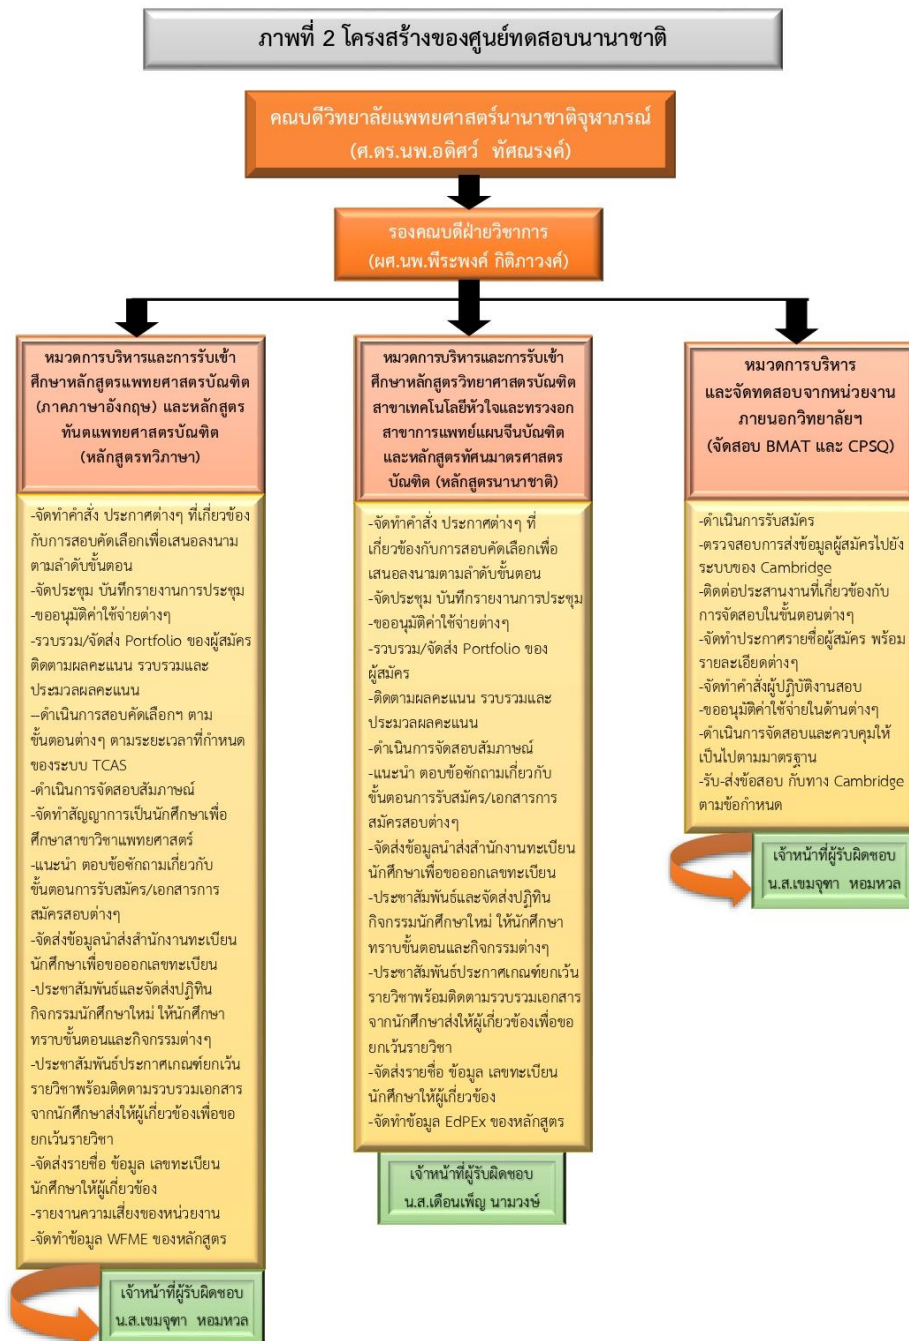 ภาพที่ 2 โครงสร้างของศูนย์ทดสอบนานาชาติ
คณบดีวิทยาลัยแพทยศาสตร์นานาชาติจุฬาภรณ์
(ศ.ดร.นพ.อดิศว์ ทัศณรงค์)
รองคณบดีฝ่ายวิชาการ
(ผศ.นพ.พีระพงค์ กิติภาวงค์)
หมวดการบริหารและการรับเข้า
ศึกษาหลักสูตรแพทยศาสตรบัณฑิต
(ภาคภาษาอังกฤษ) และหลักสูตร
ทันตแพทยศาสตรบัณฑิต
(หลักสูตรทวิภาษา)
-จัดทำคำสั่ง ประกาศต่างๆ ที่เกี่ยวข้อง
กับการสอบคัดเลือกเพื่อเสนอลงนาม
ตามลำดับขั้นตอน
-จัดประชุม บันทึกรายงานการประชุม
-ขออนุมัติค่าใช้จ่ายต่างๆ
-รวบรวม/จัดส่ง Portfolio ของผู้สมัคร
ติดตามผลคะแนน รวบรวมและ
ประมวลผลคะแนน
--ดำเนินการสอบคัดเลือกฯ ตาม
ขั้นตอนต่างๆ ตามระยะเวลาที่กำหนด
ของระบบ TCAS
-ดำเนินการจัดสอบสัมภาษณ์
-จัดทำสัญญาการเป็นนักศึกษาเพื่อ
ศึกษาสาขาวิชาแพทยศาสตร์
-แนะนำ ตอบข้อซักถามเกี่ยวกับ
ขั้นตอนการรับสมัคร/เอกสารการ
สมัครสอบต่างๆ
-จัดส่งข้อมูลนำส่งสำนักงานทะเบียน
นักศึกษาเพื่อขอออกเลขทะเบียน
-ประชาสัมพันธ์และจัดส่งปฏิทิน
กิจกรรมนักศึกษาใหม่ ให้นักศึกษา
ทราบขั้นตอนและกิจกรรมต่างๆ
-ประชาสัมพันธ์ประกาศเกณฑ์ยกเว้น
รายวิชาพร้อมติดตามรวบรวมเอกสาร
จากนักศึกษาส่งให้ผู้เกี่ยวข้องเพื่อขอ
ยกเว้นรายวิชา
-จัดส่งรายชื่อ ข้อมูล เลขทะเบียน
นักศึกษาให้ผู้เกี่ยวข้อง
-รายงานความเสี่ยงของหน่วยงาน
-จัดทำข้อมูล WFME ของหลักสูตร
เจ้าหน้าที่ผู้รับผิดชอบ
น.ส.เขมจุฑา หอมหวล
หมวดการบริหารและการรับเข้า
ศึกษาหลักสูตรวิทยาศาสตรบัณฑิต
สาขาเทคโนโลยีหัวใจและทรวงอก
สาขาการแพทย์แผนจีนบัณฑิต
และหลักสูตรทัศนมาตรศาสตร
บัณฑิต (หลักสูตรนานาชาติ)
-จัดทำคำสั่ง ประกาศต่างๆ ที่
เกี่ยวข้องกับการสอบคัดเลือกเพื่อ
เสนอลงนามตามลำดับขั้นตอน
-จัดประชุม บันทึกรายงานการประชุม
-ขออนุมัติค่าใช้จ่ายต่างๆ
-รวบรวม/จัดส่ง Portfolio ของ
ผู้สมัคร
-ติดตามผลคะแนน รวบรวมและ
ประมวลผลคะแนน
-ดำเนินการจัดสอบสัมภาษณ์
-แนะนำ ตอบข้อซักถามเกี่ยวกับ
ขั้นตอนการรับสมัคร/เอกสารการ
สมัครสอบต่างๆ
-จัดส่งข้อมูลนำส่งสำนักงานทะเบียน
นักศึกษาเพื่อขอออกเลขทะเบียน
-ประชาสัมพันธ์และจัดส่งปฏิทิน
กิจกรรมนักศึกษาใหม่ ให้นักศึกษา
ทราบขั้นตอนและกิจกรรมต่างๆ
-ประชาสัมพันธ์ประกาศเกณฑ์ยกเว้น
รายวิชาพร้อมติดตามรวบรวมเอกสาร
จากนักศึกษาส่งให้ผู้เกี่ยวข้องเพื่อขอ
ยกเว้นรายวิชา
-จัดส่งรายชื่อ ข้อมูล เลขทะเบียน
นักศึกษาให้ผู้เกี่ยวข้อง
-จัดทำข้อมูล EdPEx ของหลักสูตร
เจ้าหน้าที่ผู้รับผิดชอบ
น.ส.เดือนเพ็ญ นามวงษ์
หมวดการบริหาร
และจัดทดสอบจากหน่วยงาน
ภายนอกวิทยาลัยฯ
(จัดสอบ BMAT และ CPSQ)
-ดำเนินการรับสมัคร
-ตรวจสอบการส่งข้อมูลผู้สมัครไปยัง
ระบบของ Cambridge
-ติดต่อประสานงานที่เกี่ยวข้องกับ
การจัดสอบในขั้นตอนต่างๆ
-จัดทำประกาศรายชื่อผู้สมัคร พร้อม
รายละเอียดต่างๆ
-จัดทำคำสั่งผู้ปฏิบัติงานสอบ
-ขออนุมัติค่าใช้จ่ายในด้านต่างๆ
-ดำเนินการจัดสอบและควบคุมให้
เป็นไปตามมาตรฐาน
-รับ-ส่งข้อสอบ กับทาง Cambridge
ตามข้อกำหนด
เจ้าหน้าที่ผู้รับผิดชอบ
น.ส.เขมจุฑา หอมหวล